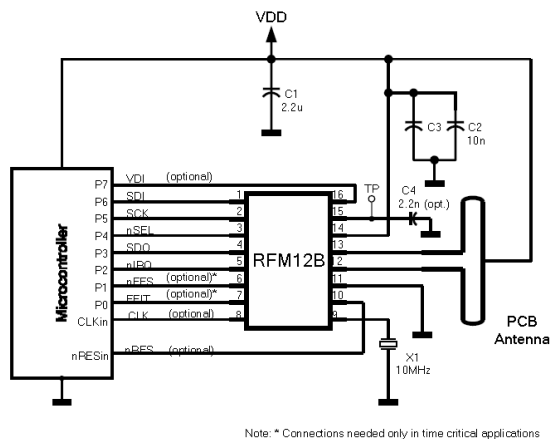 VDD
C1
2.2u
C3
C2
10n
Microcontroller
P7
VDI
(optional)
P6
SDI
1
16
TP
C4
2.2n (opt.)
P5
SCK
2
15
P4
nSEL
3
14
P3
SDO
4
13
RFM12B
P2
nIRQ
5
12
P1
nFFS
(optional)*
6
11
P0
FFIT
(optional)*
7
10
CLKin
CLK
(optional)
8
9
nRESin
nRES
(optional)
X1
10MHz
PCB
Antenna
Note: * Connections needed only in time critical applications